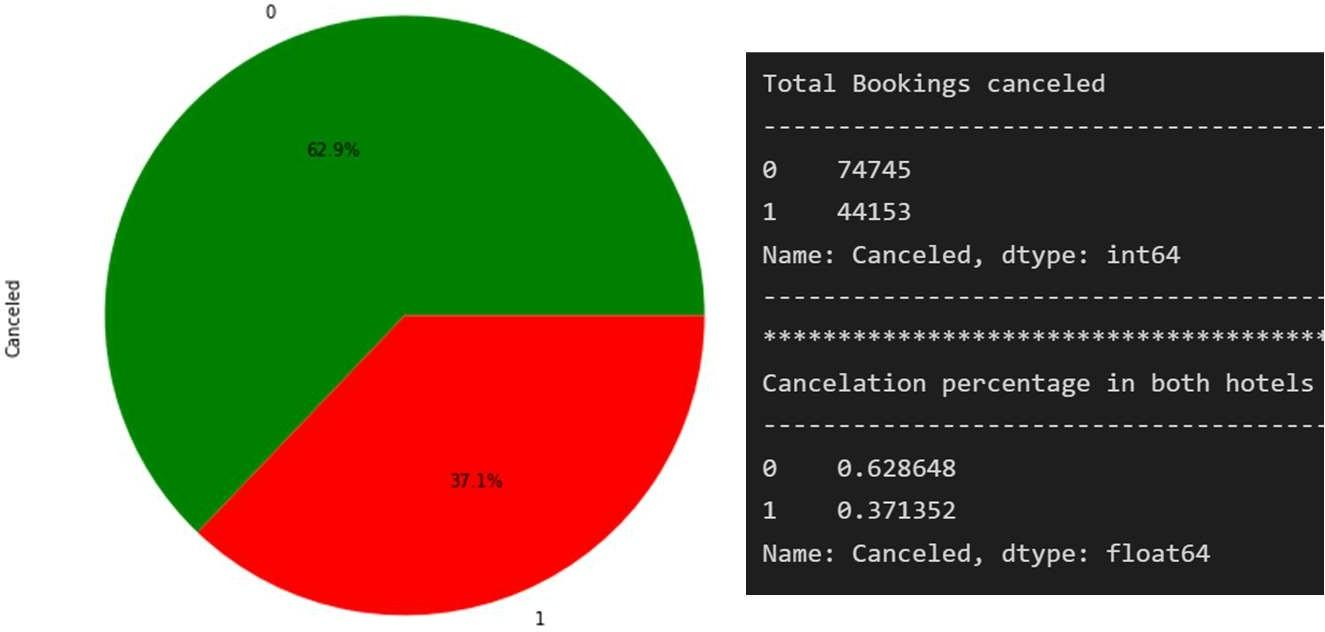 0
62.9%
Canceled
37.1%
1
Total Bookings canceled
--------------------------------------
0    74745
1    44153
Name: Canceled, dtype: int64
--------------------------------------
**************************************
Cancelation percentage in both hotels
--------------------------------------
0    0.628648
1    0.371352
Name: Canceled, dtype: float64